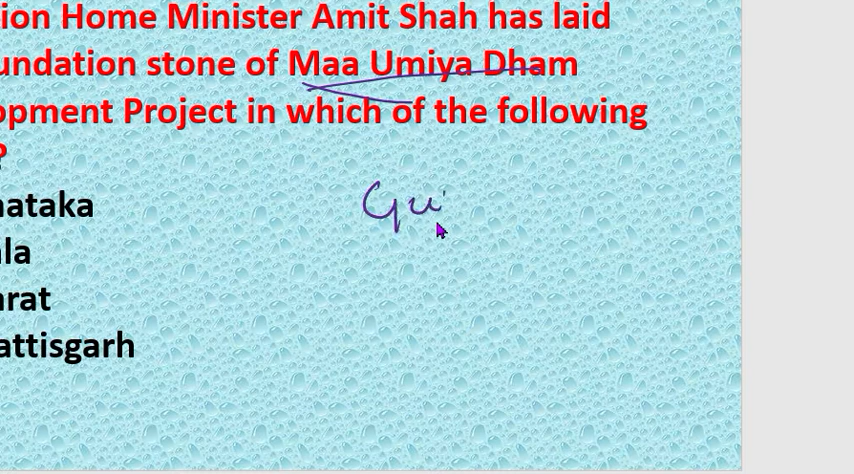 ion Home Minister Amit Shah has laid
undation stone of Maa Umiya Dham
opment Project in which of the following
?
nataka
la
arat
attisgarh
Gu